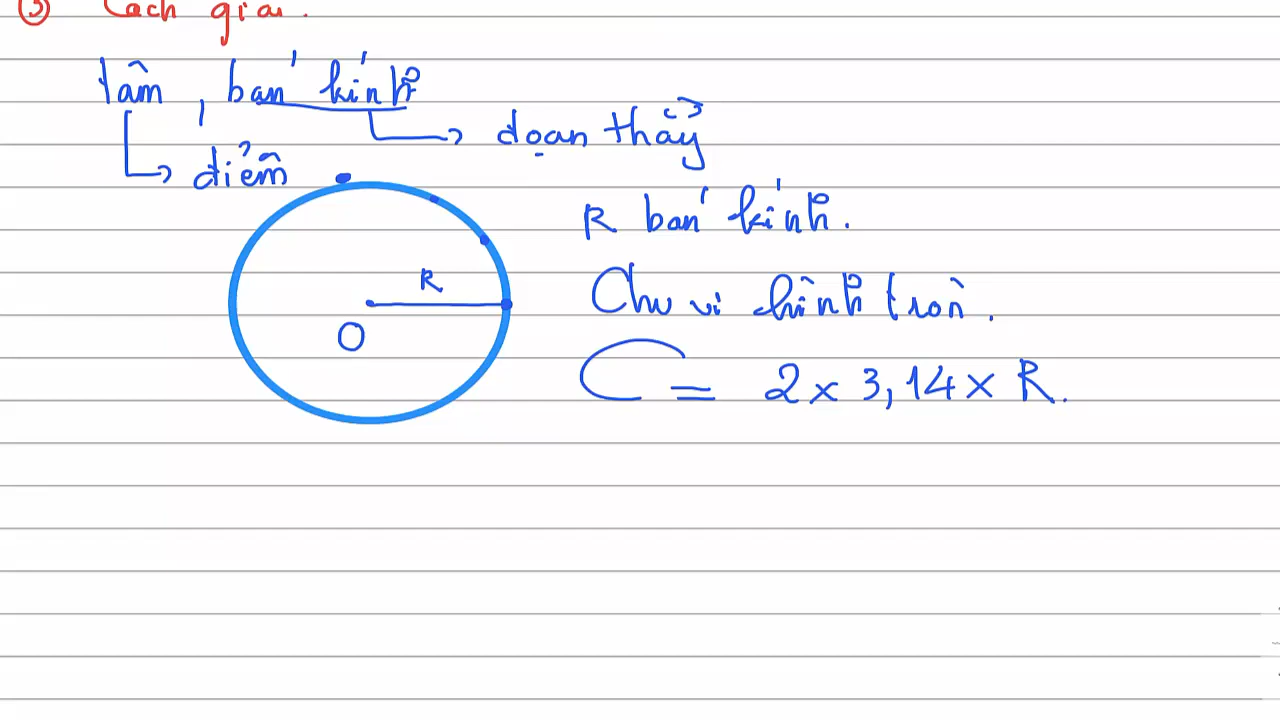 ③ Cách giải.
tâm, bán kính
đoạn thẳng
điểm
R bán kính.
R
Chu vi hình tròn.
O
C = 2 x 3,14 x R.